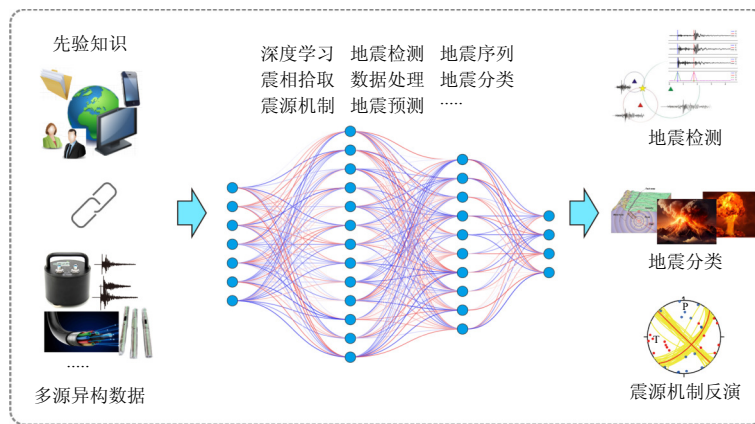 先验知识
深度学习 地震检测 地震序列
震相拾取 数据处理 地震分类
震源机制 地震预测 .....
地震检测
地震分类
.....
多源异构数据
P
T
震源机制反演